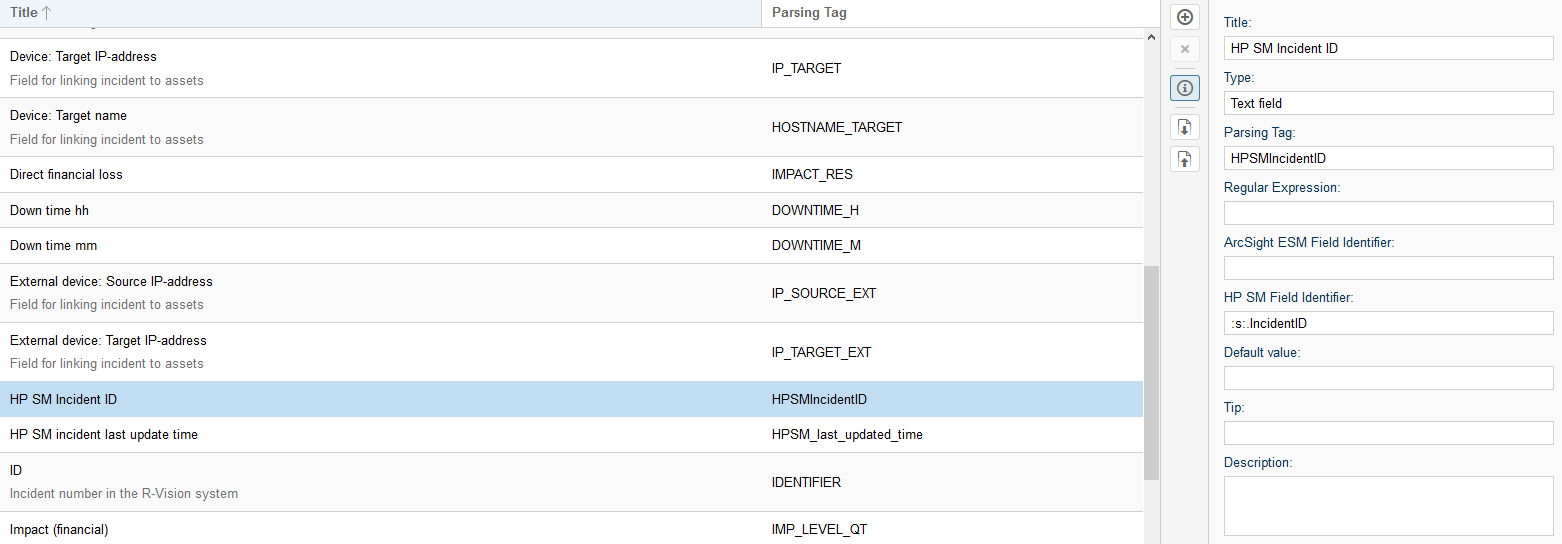 Title
Parsing Tag
Device: Target IP-address
Field for linking incident to assets
IP_TARGET
Device: Target name
Field for linking incident to assets
HOSTNAME_TARGET
Direct financial loss
IMPACT_RES
Down time hh
DOWNTIME_H
Down time mm
DOWNTIME_M
External device: Source IP-address
Field for linking incident to assets
IP_SOURCE_EXT
External device: Target IP-address
Field for linking incident to assets
IP_TARGET_EXT
HP SM Incident ID
HPSMIncidentID
HP SM incident last update time
HPSM_last_updated_time
ID
Incident number in the R-Vision system
IDENTIFIER
Impact (financial)
IMP_LEVEL_QT
Title:
HP SM Incident ID
Type:
Text field
Parsing Tag:
HPSMIncidentID
Regular Expression:
ArcSight ESM Field Identifier:
HP SM Field Identifier:
:s:.IncidentID
Default value:
Tip:
Description: